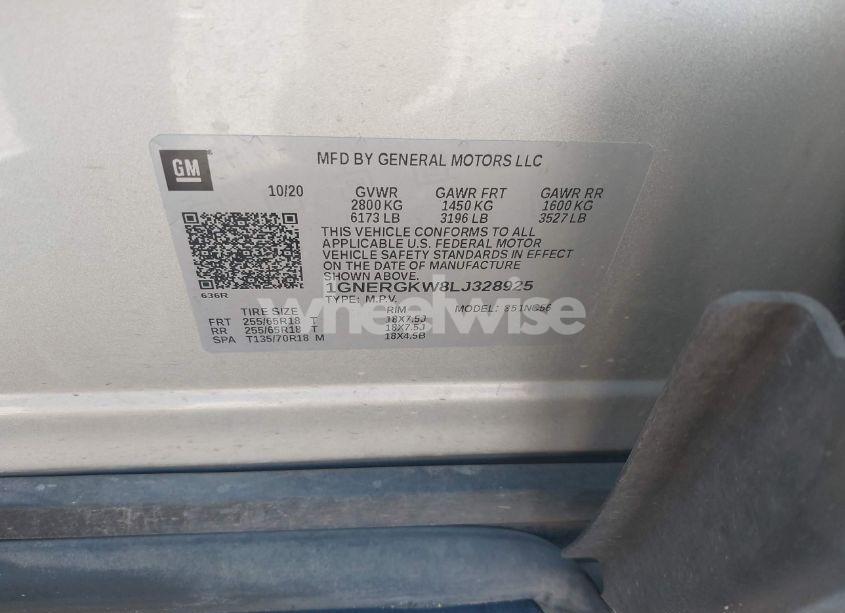 GM
MFD BY GENERAL MOTORS LLC
10/20 GVWR GAWR FRT GAWR RR
2800 KG 1450 KG 1600 KG
6173 LB 3196 LB 3527 LB
THIS VEHICLE CONFORMS TO ALL
APPLICABLE U.S. FEDERAL MOTOR
VEHICLE SAFETY STANDARDS IN EFFECT
ON THE DATE OF MANUFACTURE
SHOWN ABOVE.
636R
1GNERGKW8LJ328925
TYPE: M.P.V. MODEL:
TIRE SIZE RIM
FRT 255/65R18 T 18X7.5J
RR 255/65R18 T 18X7.5J
SPA T135/70R18 M 18X4.5B
wheelwise